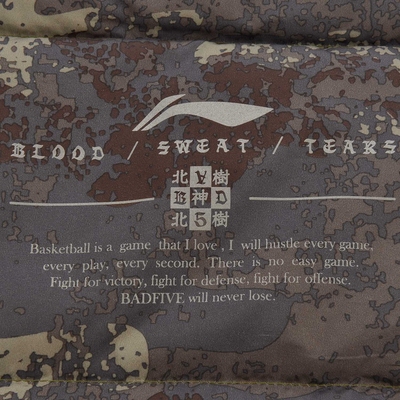 BLOOD / SWEAT / TEARS
北 A 樹
B 神 D
北 5 樹
Basketball is a game that I love , I will hustle every game,
every play, every second. There is no easy game.
Fight for victory, fight for defense, fight for offense.
BADFIVE will never lose.